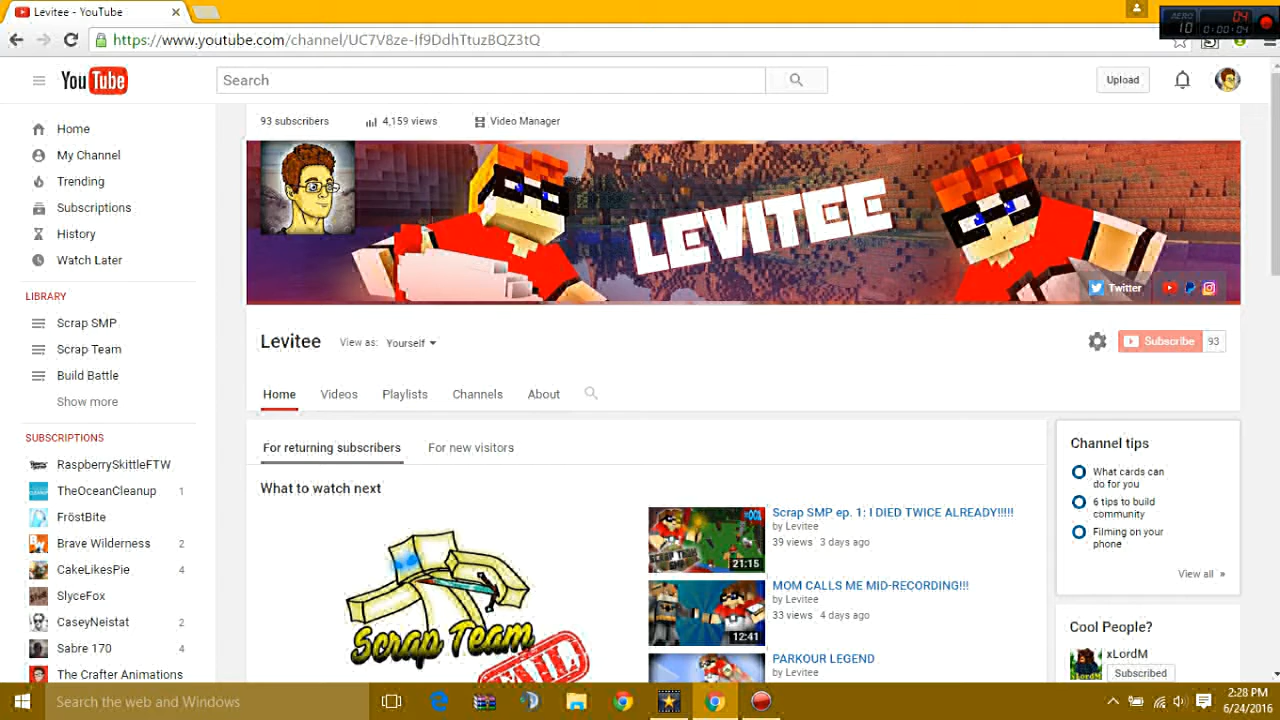 Levitee - YouTube
https://www.youtube.com/channel/
AERO 04
10 0:00:04
YouTube
Search
Upload
Home
My Channel
Trending
Subscriptions
History
Watch Later
LIBRARY
Scrap SMP
Scrap Team
Build Battle
Show more
SUBSCRIPTIONS
RaspberrySkittleFTW
TheOceanCleanup 1
FröstBite
Brave Wilderness 2
CakeLikesPie 4
SlyceFox
CaseyNeistat 2
Sabre 170 4
The Crafter Animations
93 subscribers 4,159 views Video Manager
LEVITEE
Twitter
Levitee View as: Yourself
Subscribe 93
Home Videos Playlists Channels About
For returning subscribers For new visitors
What to watch next
Scrap Team
Scrap SMP ep. 1: I DIED TWICE ALREADY!!!!!
by Levitee
39 views 3 days ago
21:15
MOM CALLS ME MID-RECORDING!!!
by Levitee
33 views 4 days ago
12:41
PARKOUR LEGEND
by Levitee
Channel tips
What cards can
do for you
6 tips to build
community
Filming on your
phone
View all »
Cool People?
xLordM
Subscribed
Search the web and Windows
2:28 PM
6/24/2016